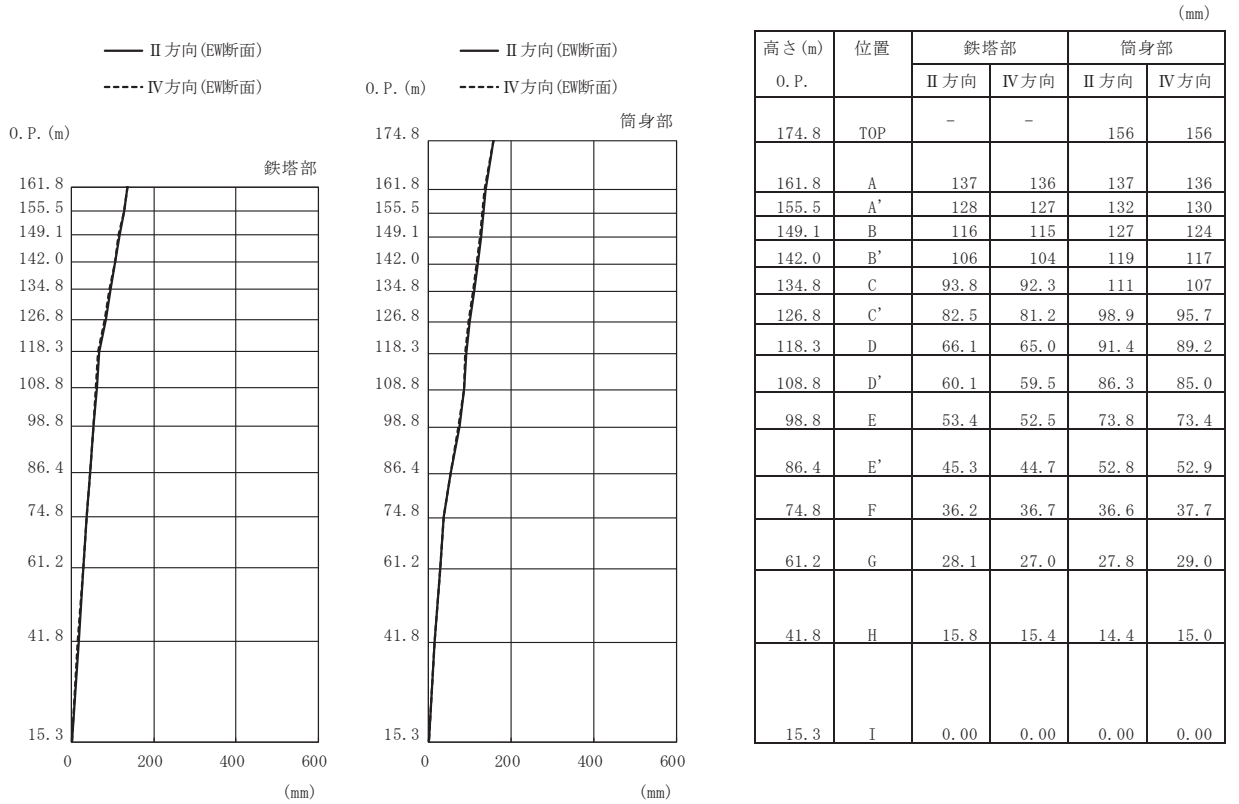 Ⅱ方向(EW断面)
Ⅳ方向(EW断面)
O.P.(m)
鉄塔部
161.8
155.5
149.1
142.0
134.8
126.8
118.3
108.8
98.8
86.4
74.8
61.2
41.8
15.3
0 200 400 600
(mm)
Ⅱ方向(EW断面)
O.P.(m) Ⅳ方向(EW断面)
筒身部
174.8
161.8
155.5
149.1
142.0
134.8
126.8
118.3
108.8
98.8
86.4
74.8
61.2
41.8
15.3
0 200 400 600
(mm)
(mm)
高さ(m) 位置 鉄塔部 筒身部
O.P. Ⅱ方向 Ⅳ方向 Ⅱ方向 Ⅳ方向
174.8 TOP - - 156 156
161.8 A 137 136 137 136
155.5 A' 128 127 132 130
149.1 B 116 115 127 124
142.0 B' 106 104 119 117
134.8 C 93.8 92.3 111 107
126.8 C' 82.5 81.2 98.9 95.7
118.3 D 66.1 65.0 91.4 89.2
108.8 D' 60.1 59.5 86.3 85.0
98.8 E 53.4 52.5 73.8 73.4
86.4 E' 45.3 44.7 52.8 52.9
74.8 F 36.2 36.7 36.6 37.7
61.2 G 28.1 27.0 27.8 29.0
41.8 H 15.8 15.4 14.4 15.0
15.3 I 0.00 0.00 0.00 0.00